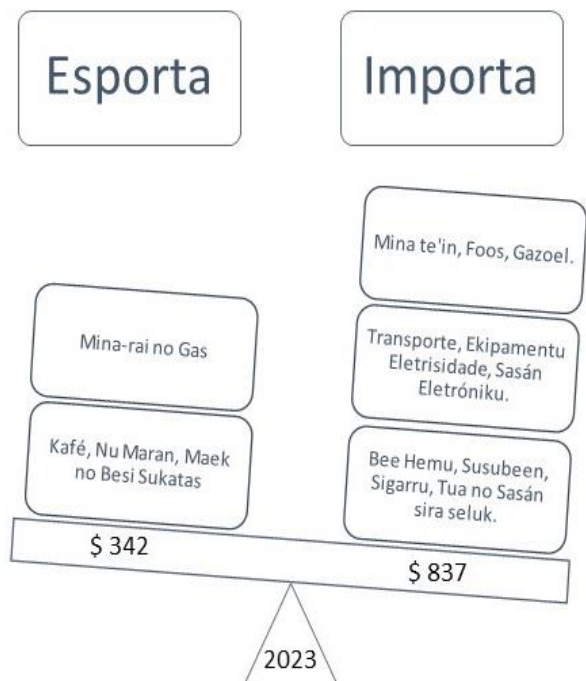 Esporta
Importa
Mina te'in, Foos, Gazoel.
Mina-rai no Gas
Transporte, Ekipamentu
Eletrisidade, Sasán
Eletróniku.
Kafé, Nu Maran, Maek
no Besi Sukatas
Bee Hemu, Susubeen,
Sigarru, Tua no Sasán
sira seluk.
$ 342
$ 837
2023